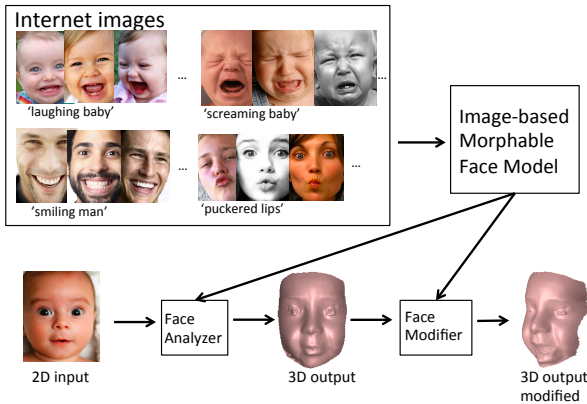 Internet images
...
...
'laughing baby'
'screaming baby'
...
...
'smiling man'
'puckered lips'
Image-based
Morphable
Face Model
Face
Analyzer
Face
Modifier
2D input
3D output
3D output
modified